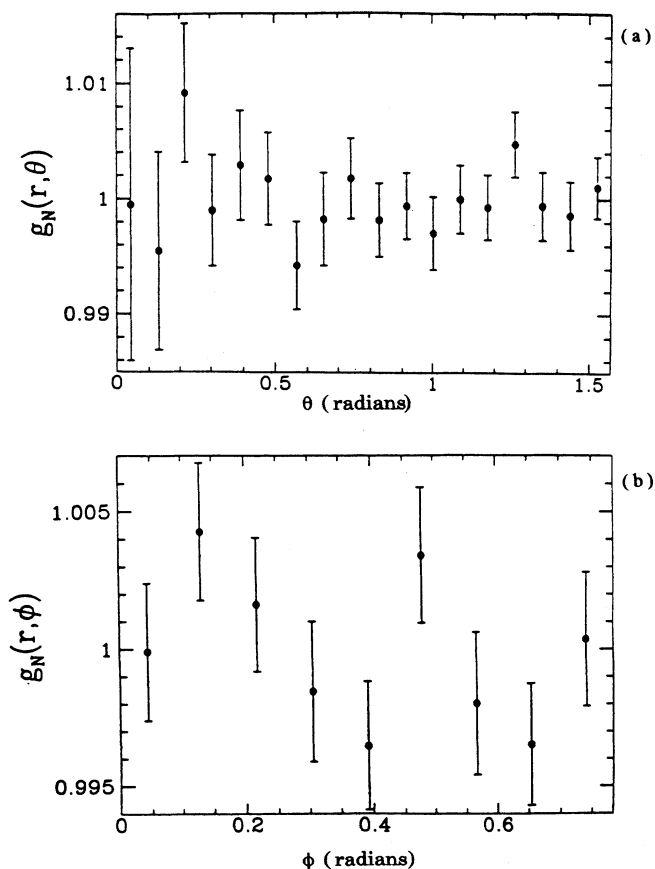 (a)
1.01
1
0.99
g_N(r,θ)
0 0.5 1 1.5
θ (radians)
(b)
1.005
1
0.995
g_N(r,ϕ)
0 0.2 0.4 0.6
ϕ (radians)